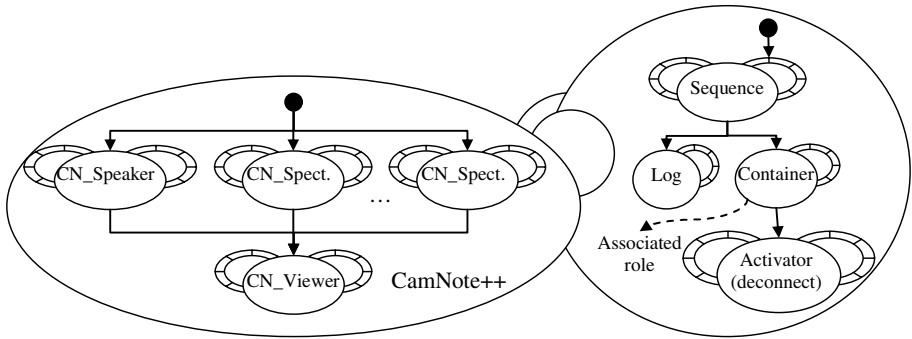 CN_Speaker
CN_Spect.
CN_Spect.
…
CN_Viewer
CamNote++
Sequence
Log
Container
Associated
role
Activator
(deconnect)